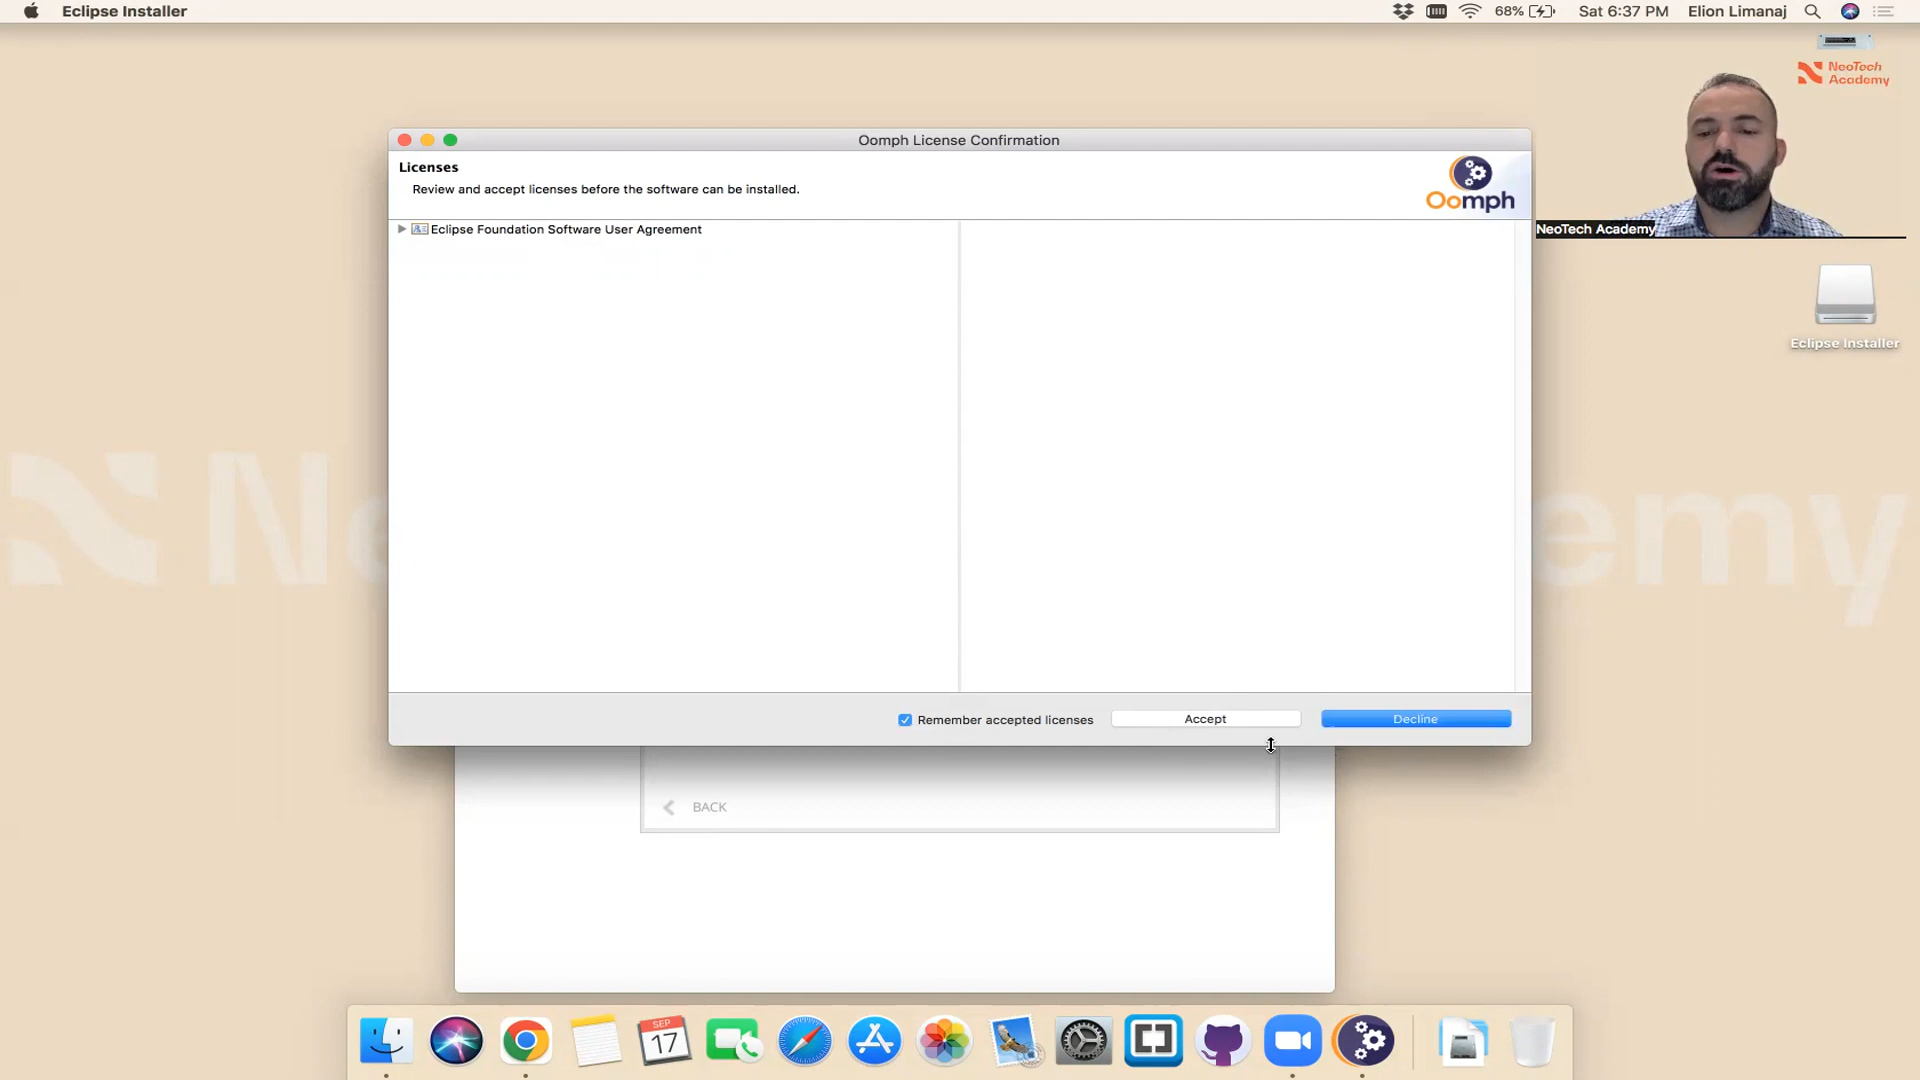 Eclipse Installer
68%
Sat 6:37 PM
Elion Limanaj
NeoTech
Academy
Oomph License Confirmation
Licenses
Review and accept licenses before the software can be installed.
Oomph
NeoTech Academy
Eclipse Foundation Software User Agreement
Eclipse Installer
Remember accepted licenses
Accept
Decline
BACK
SEP
17